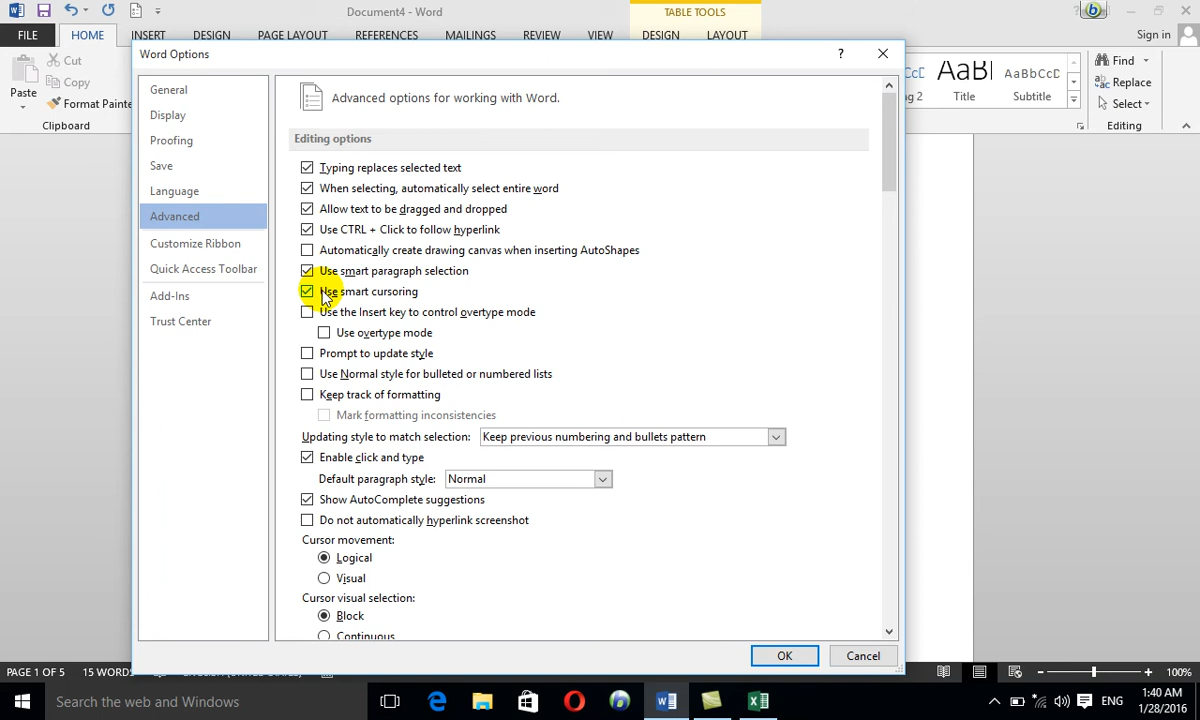 Document4 - Word
TABLE TOOLS
FILE
HOME
INSERT
DESIGN
PAGE LAYOUT
REFERENCES
MAILINGS
REVIEW
VIEW
DESIGN
LAYOUT
Sign in
Word Options
Cut
Copy
Format Painte
Paste
Clipboard
CcD
AaBl
AaBbCcC
ng 2
Title
Subtitle
Find
Replace
Select
Editing
General
Display
Proofing
Save
Language
Advanced
Customize Ribbon
Quick Access Toolbar
Add-Ins
Trust Center
Advanced options for working with Word.
Editing options
Typing replaces selected text
When selecting, automatically select entire word
Allow text to be dragged and dropped
Use CTRL + Click to follow hyperlink
Automatically create drawing canvas when inserting AutoShapes
Use smart paragraph selection
Use smart cursoring
Use the Insert key to control overtype mode
Use overtype mode
Prompt to update style
Use Normal style for bulleted or numbered lists
Keep track of formatting
Mark formatting inconsistencies
Updating style to match selection: Keep previous numbering and bullets pattern
Enable click and type
Default paragraph style: Normal
Show AutoComplete suggestions
Do not automatically hyperlink screenshot
Cursor movement:
Logical
Visual
Cursor visual selection:
Block
Continuous
OK
Cancel
PAGE 1 OF 5
15 WORDS
100%
Search the web and Windows
ENG
1:40 AM
1/28/2016